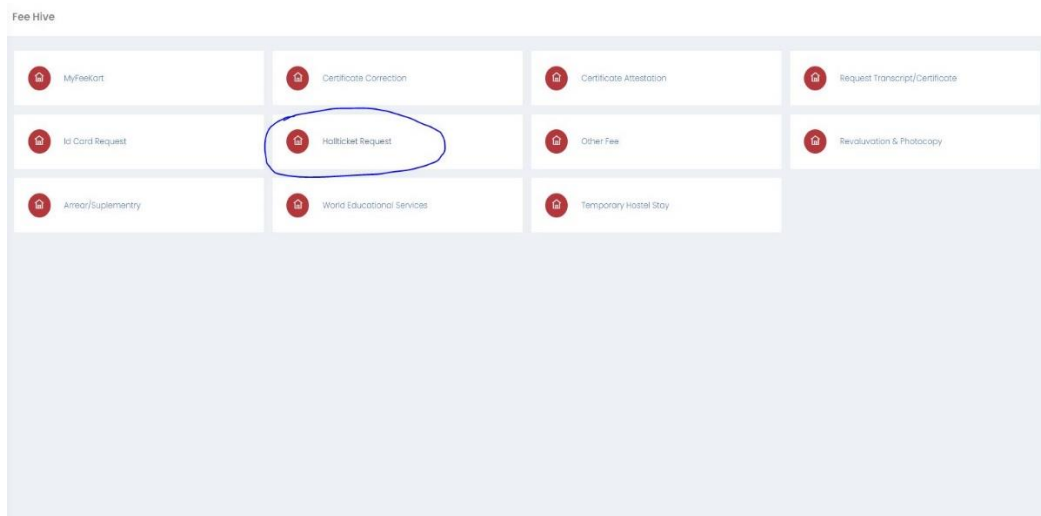 Fee Hive
MyFeeKart
Certificate Correction
Certificate Attestation
Request Transcript/Certificate
Id Card Request
Hallticket Request
Other Fee
Revaluvation & Photocopy
Arrear/Suplementry
World Educational Services
Temporary Hostel Stay